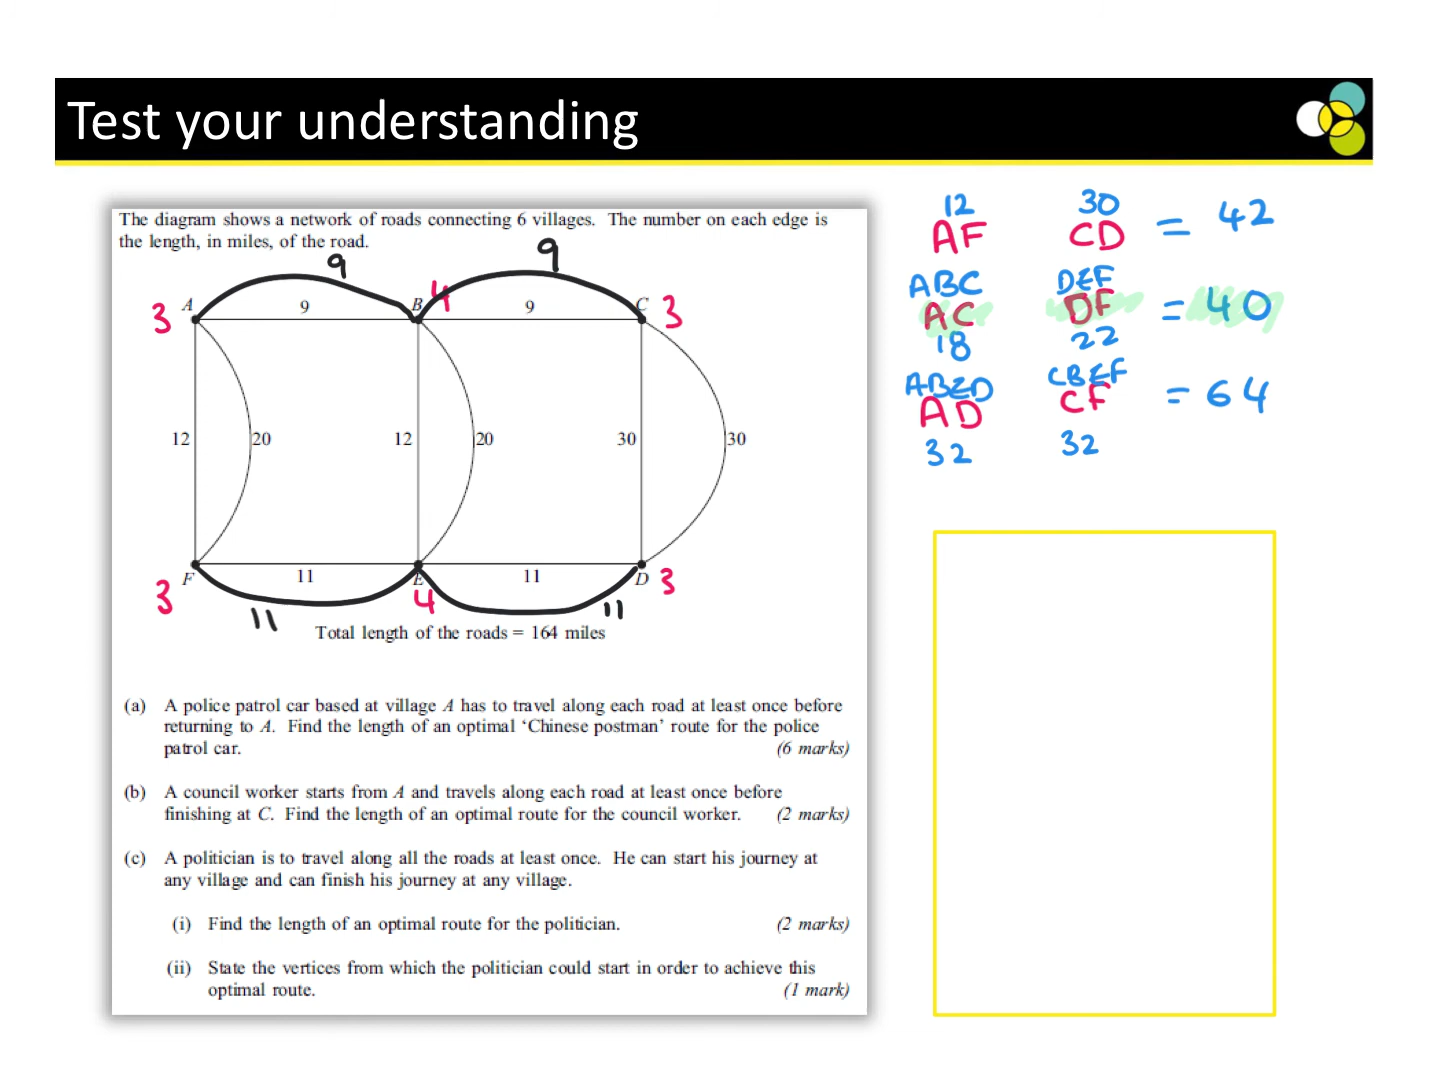 Test your understanding
The diagram shows a network of roads connecting 6 villages. The number on each edge is
the length, in miles, of the road.
9 9
A 9 B 4 9 C
3 3
12 20 12 20 30 30
F 11 E 11 D
3 4 3
11 11
Total length of the roads = 164 miles
(a) A police patrol car based at village A has to travel along each road at least once before
returning to A. Find the length of an optimal ‘Chinese postman’ route for the police
patrol car. (6 marks)
(b) A council worker starts from A and travels along each road at least once before
finishing at C. Find the length of an optimal route for the council worker. (2 marks)
(c) A politician is to travel along all the roads at least once. He can start his journey at
any village and can finish his journey at any village.
(i) Find the length of an optimal route for the politician. (2 marks)
(ii) State the vertices from which the politician could start in order to achieve this
optimal route. (1 mark)
12 30
AF CD = 42
ABC DEF
AC DF = 40
18 22
ABED CBEF
AD CF = 64
32 32